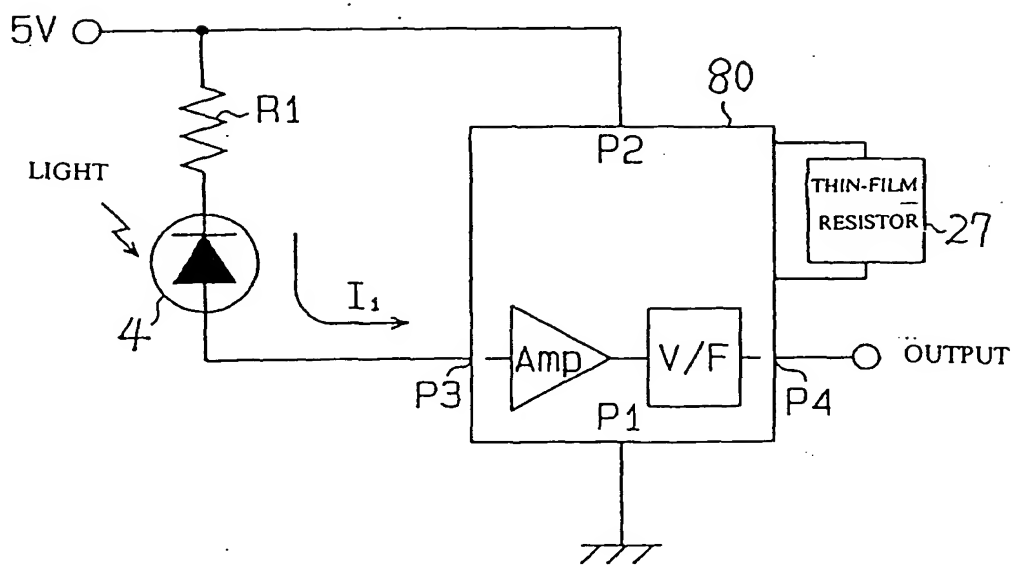 5V
R1
80
P2
LIGHT
THIN-FILM
RESISTOR
27
I₁
4
Amp
V/F
OUTPUT
P3
P1
P4